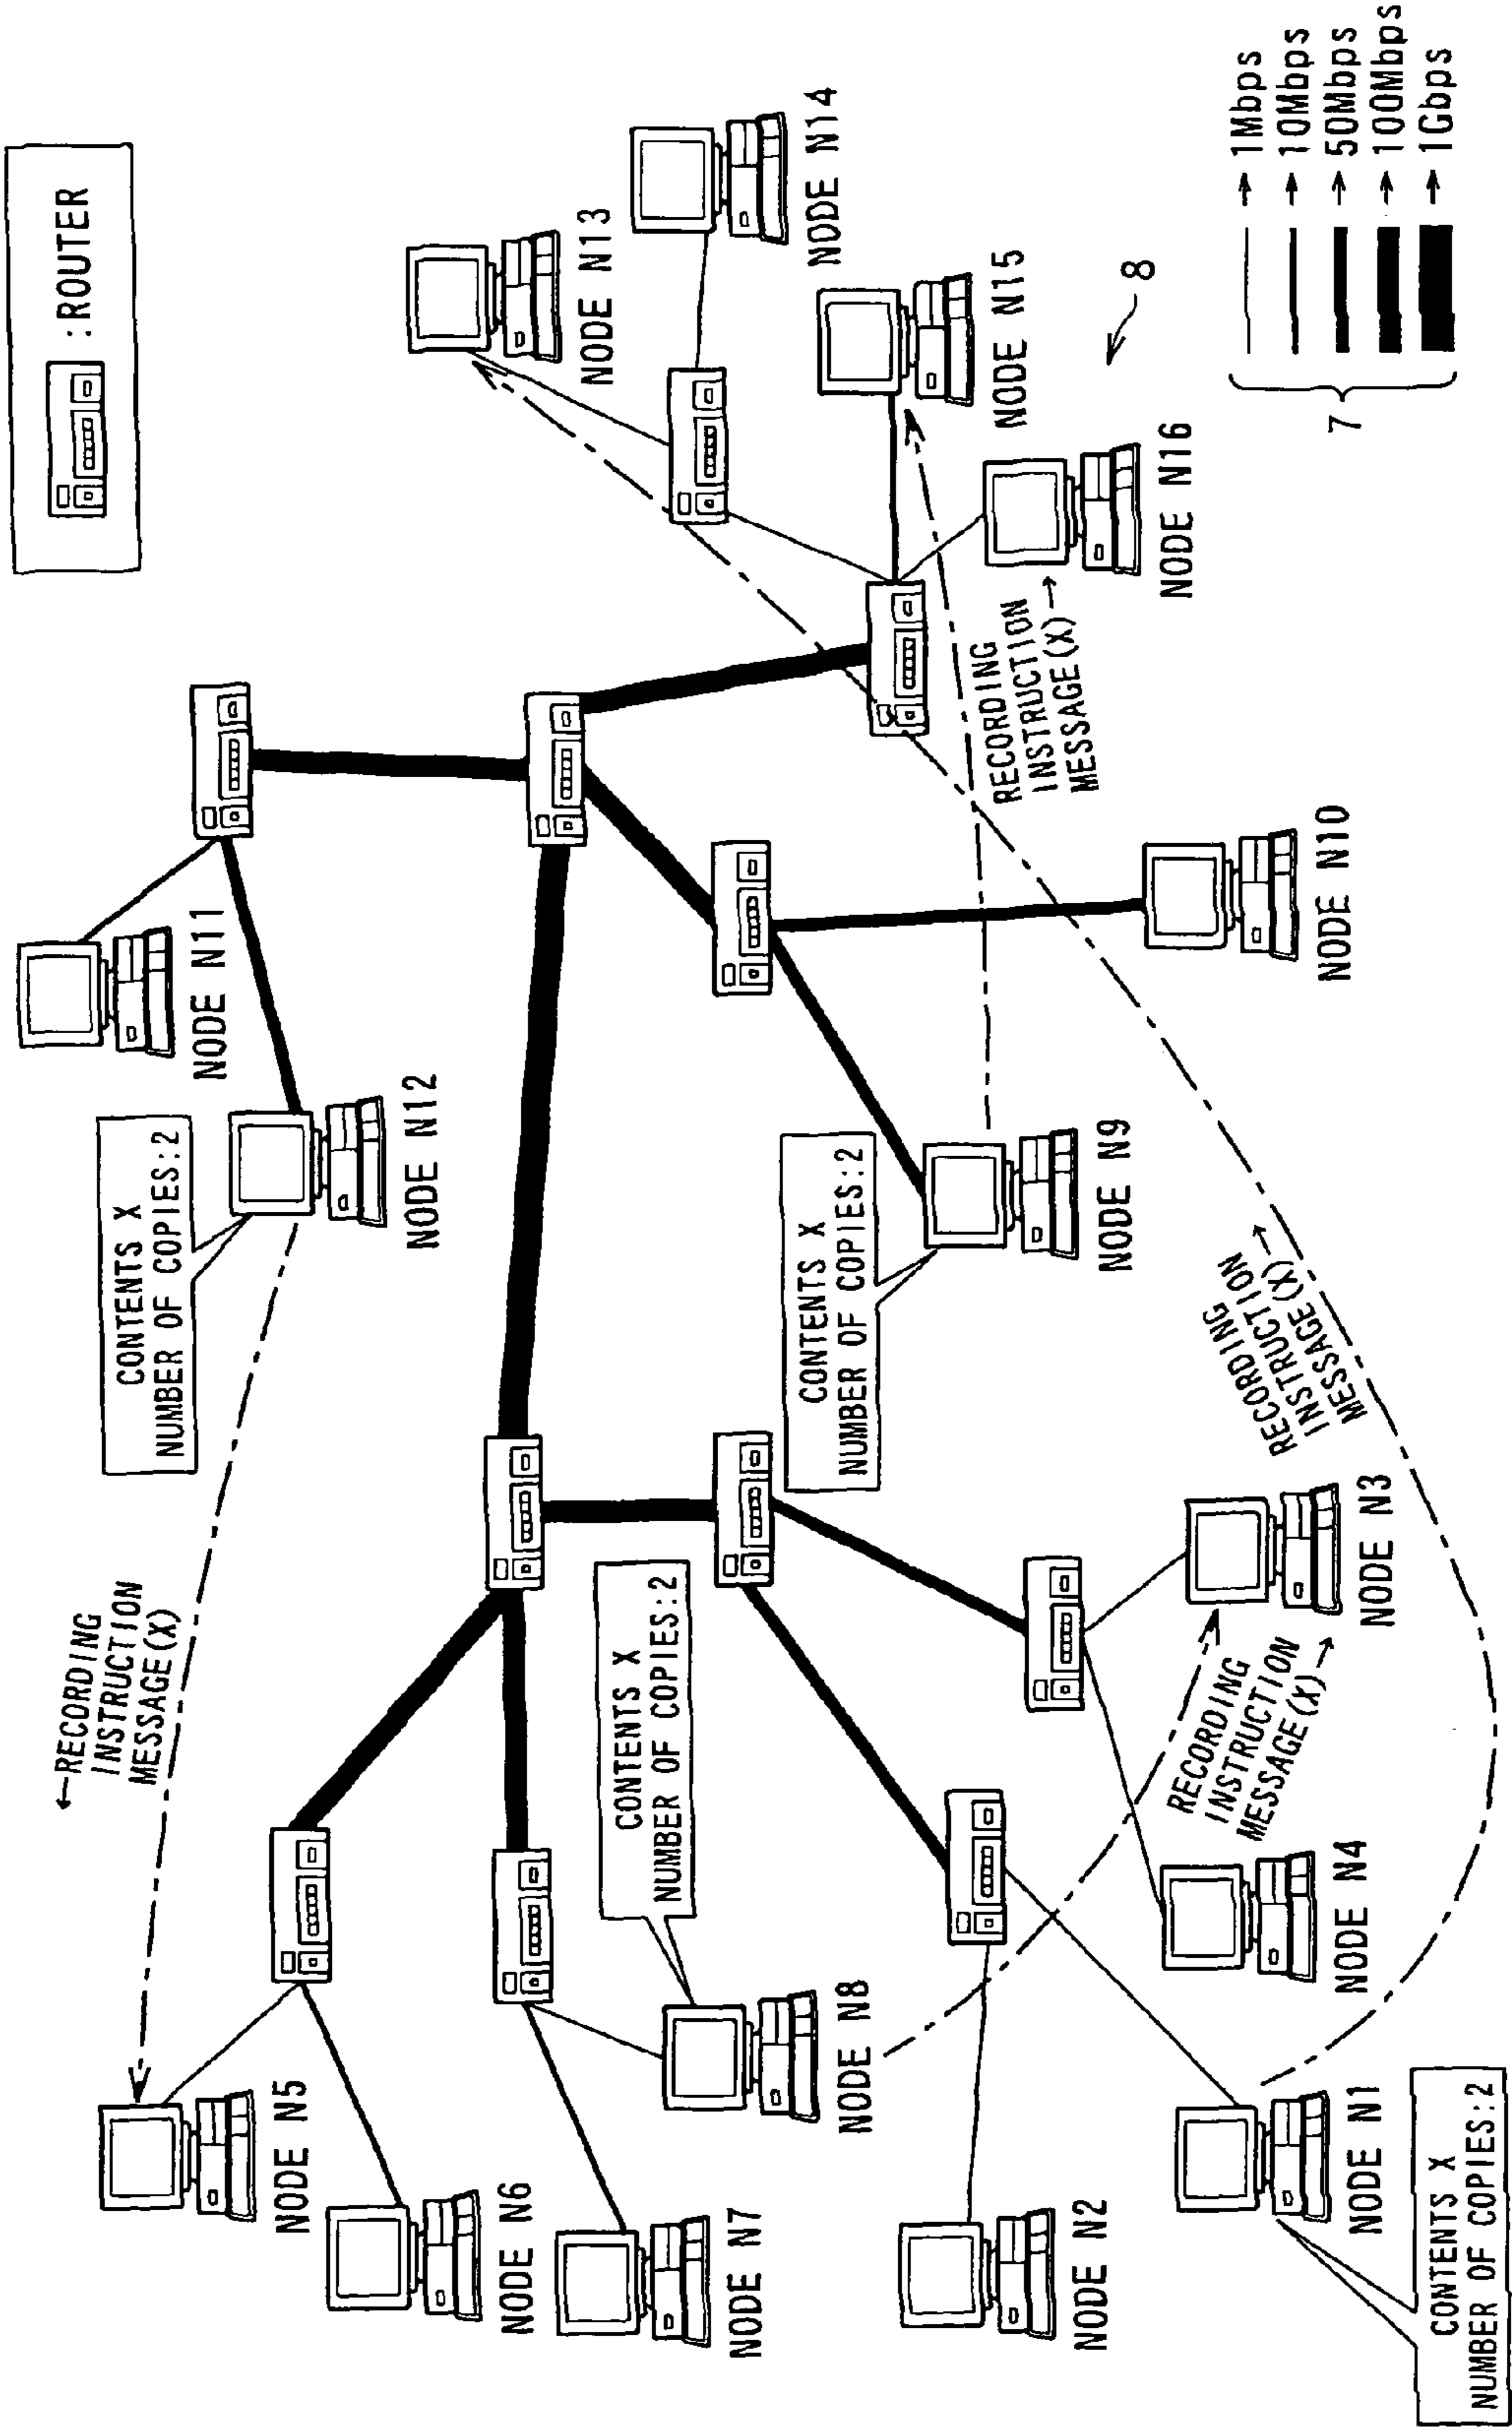 :ROUTER
NODE N11
NODE N12
CONTENTS X
NUMBER OF COPIES:2
←RECORDING
INSTRUCTION
MESSAGE(X)
NODE N5
NODE N6
NODE N7
NODE N8
CONTENTS X
NUMBER OF COPIES:2
NODE N13
NODE N14
NODE N15
NODE N16
RECORDING
INSTRUCTION
MESSAGE(X)→
CONTENTS X
NUMBER OF COPIES:2
NODE N9
NODE N10
NODE N2
NODE N1
CONTENTS X
NUMBER OF COPIES:2
NODE N4
NODE N3
RECORDING
INSTRUCTION
MESSAGE(X)→
RECORDING
INSTRUCTION
MESSAGE(X)→
8
7
→ 1Mbps
→ 10Mbps
→ 50Mbps
→ 100Mbps
→ 1Gbps